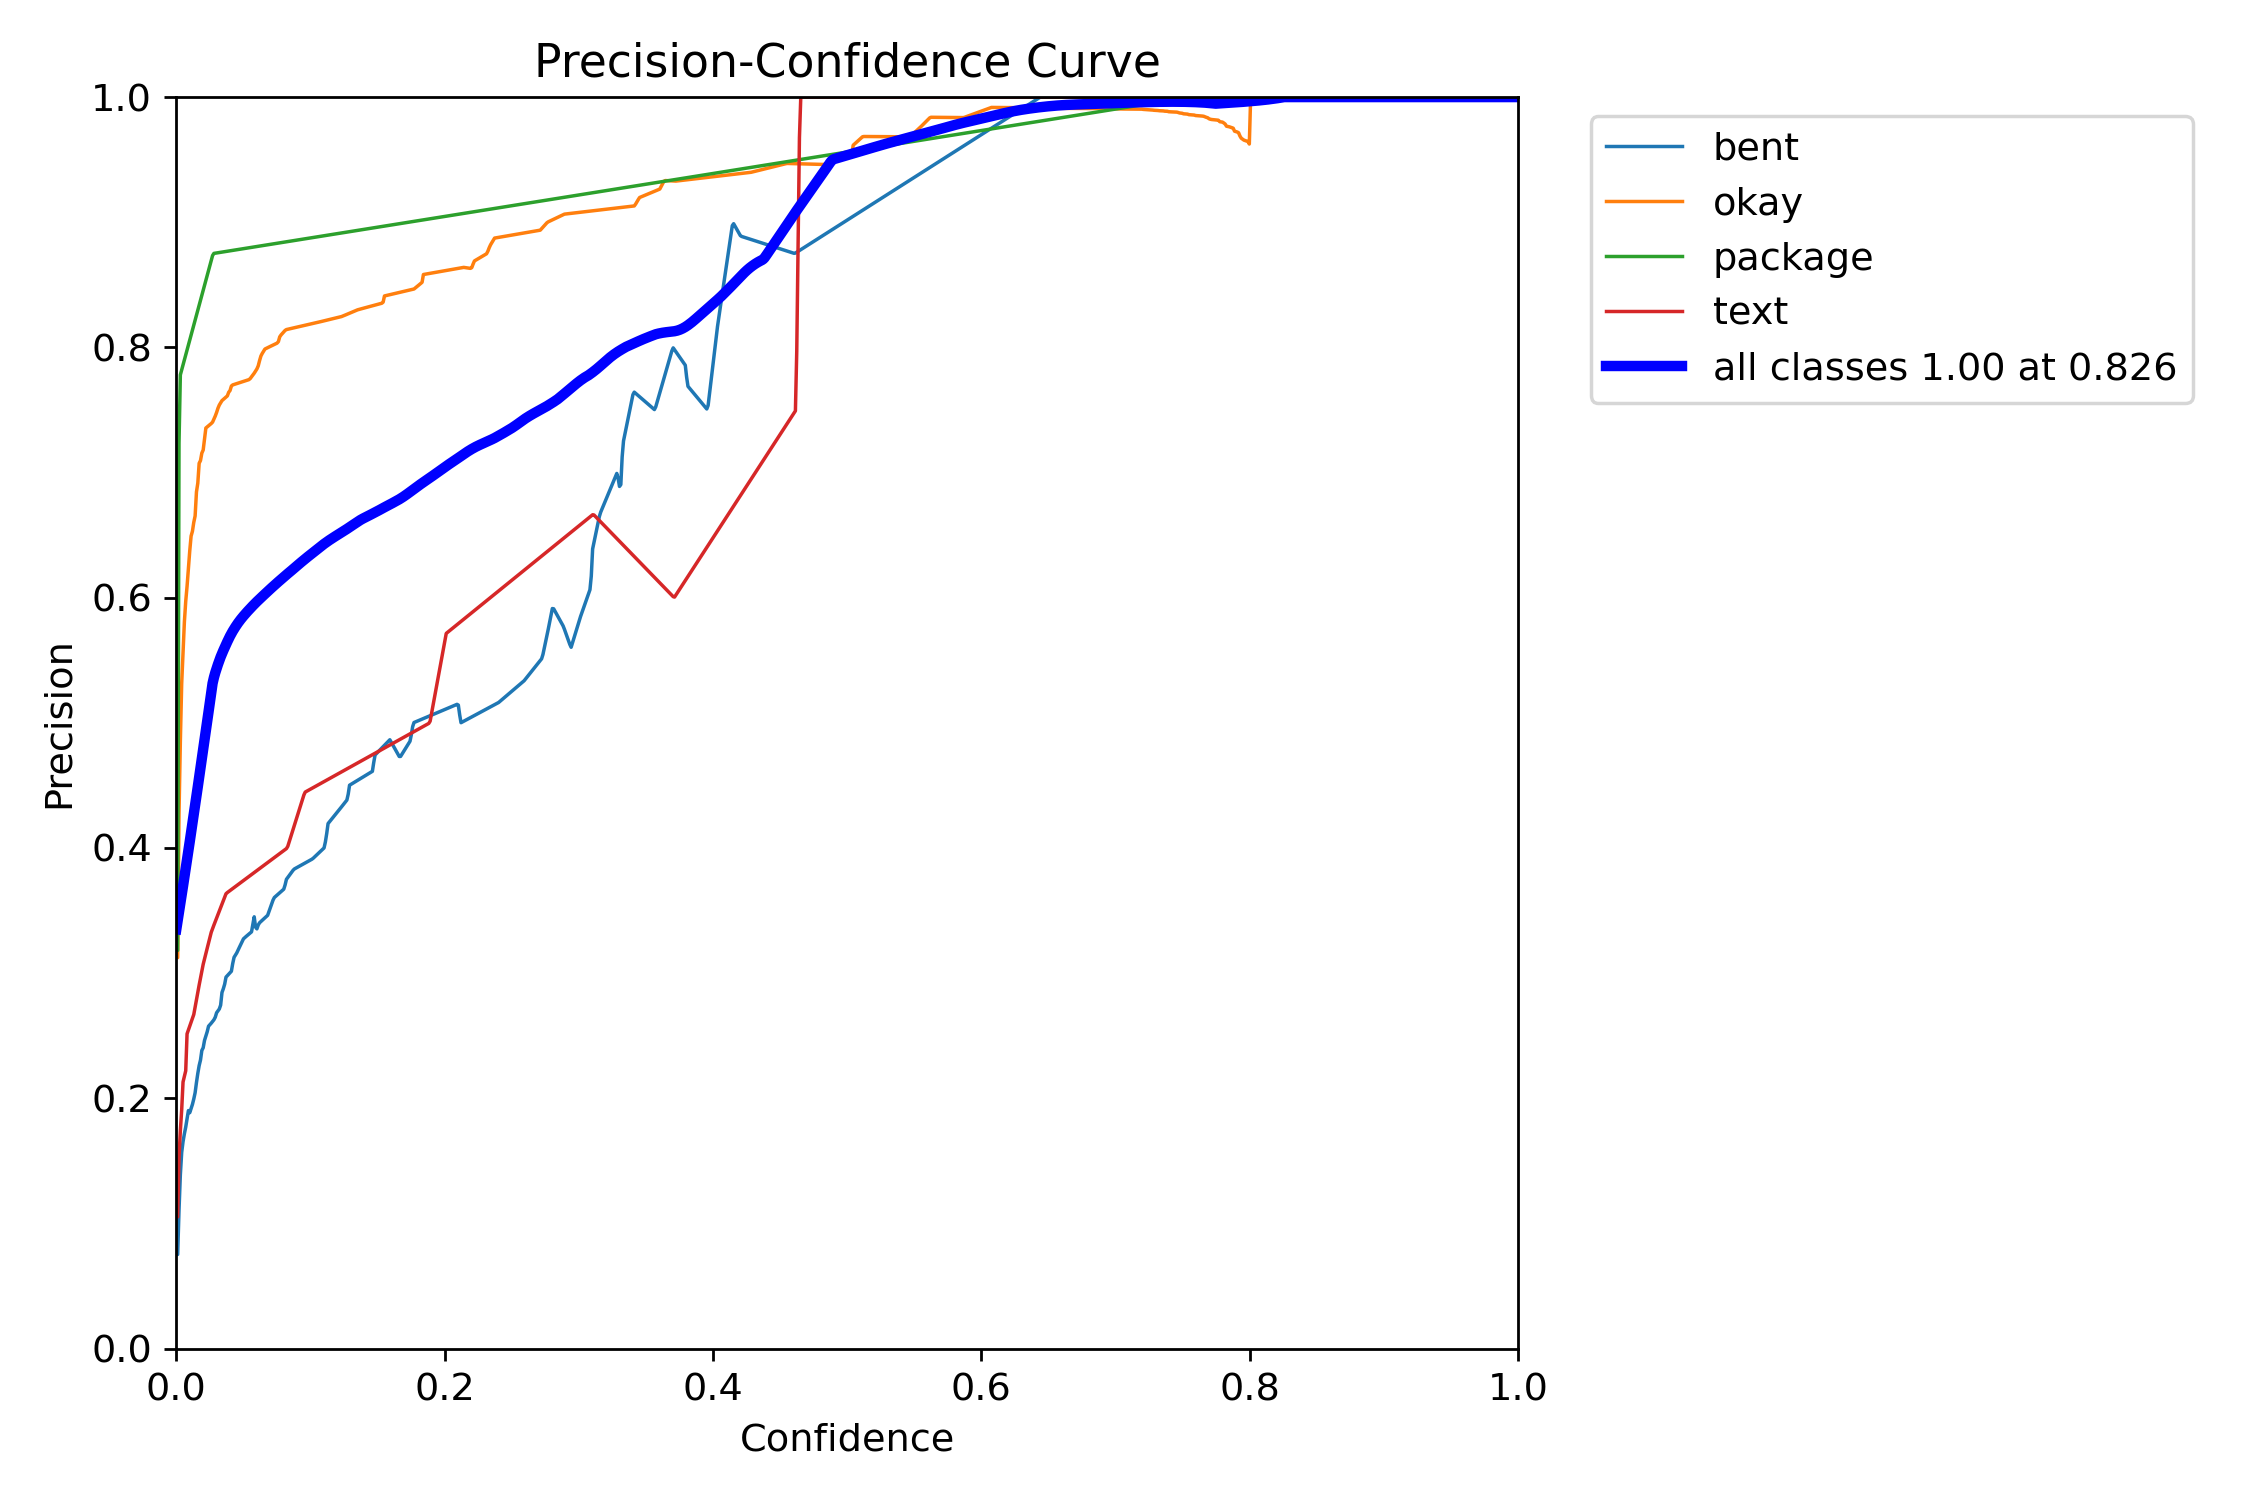 Precision-Confidence Curve
1.0
0.8
0.6
0.4
0.2
0.0
Precision
0.0 0.2 0.4 0.6 0.8 1.0
Confidence
bent
okay
package
text
all classes 1.00 at 0.826